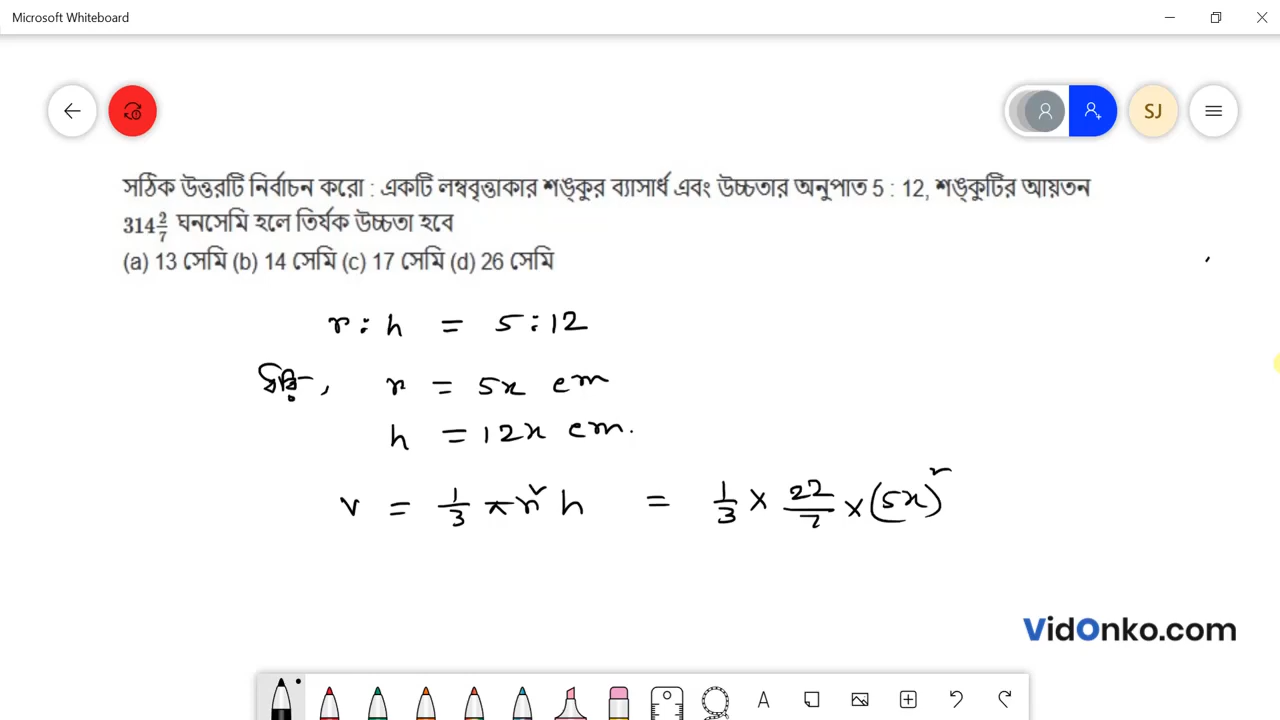 Microsoft Whiteboard
SJ
সঠিক উত্তরটি নির্বাচন করো : একটি লম্ববৃত্তাকার শঙ্কুর ব্যাসার্ধ এবং উচ্চতার অনুপাত 5 : 12, শঙ্কুটির আয়তন
314 2/7 ঘনসেমি হলে তির্যক উচ্চতা হবে
(a) 13 সেমি (b) 14 সেমি (c) 17 সেমি (d) 26 সেমি
r : h = 5 : 12
ধরি, r = 5x cm
h = 12x cm.
v = 1/3 πr² h = 1/3 × 22/7 × (5x)²
VidOnko.com
A